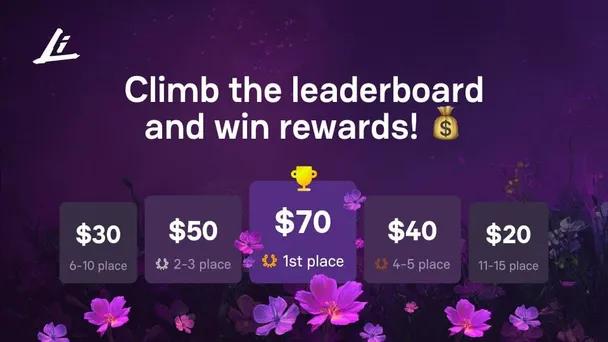 Li
Climb the leaderboard
and win rewards! 💰
$30
6-10 place
$50
2-3 place
$70
1st place
$40
4-5 place
$20
11-15 place